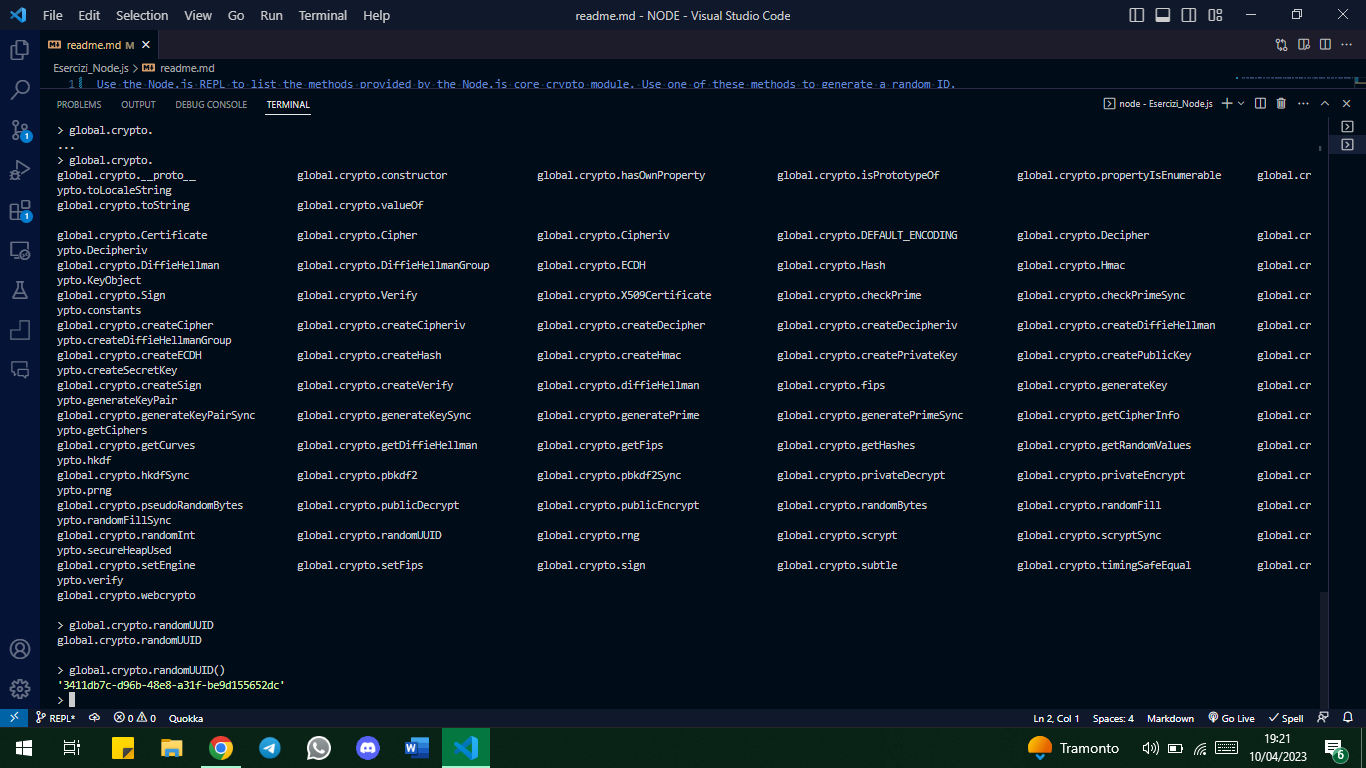 File Edit Selection View Go Run Terminal Help readme.md - NODE - Visual Studio Code
readme.md M
Esercizi_Node.js > readme.md
1 Use the Node.js REPL to list the methods provided by the Node.js core crypto module. Use one of these methods to generate a random ID.
PROBLEMS OUTPUT DEBUG CONSOLE TERMINAL node - Esercizi_Node.js
> global.crypto.
...
> global.crypto.
global.crypto.__proto__ global.crypto.constructor global.crypto.hasOwnProperty global.crypto.isPrototypeOf global.crypto.propertyIsEnumerable global.cr
ypto.toLocaleString
global.crypto.toString global.crypto.valueOf
global.crypto.Certificate global.crypto.Cipher global.crypto.Cipheriv global.crypto.DEFAULT_ENCODING global.crypto.Decipher global.cr
ypto.Decipheriv
global.crypto.DiffieHellman global.crypto.DiffieHellmanGroup global.crypto.ECDH global.crypto.Hash global.crypto.Hmac global.cr
ypto.KeyObject
global.crypto.Sign global.crypto.Verify global.crypto.X509Certificate global.crypto.checkPrime global.crypto.checkPrimeSync global.cr
ypto.constants
global.crypto.createCipher global.crypto.createCipheriv global.crypto.createDecipher global.crypto.createDecipheriv global.crypto.createDiffieHellman global.cr
ypto.createDiffieHellmanGroup
global.crypto.createECDH global.crypto.createHash global.crypto.createHmac global.crypto.createPrivateKey global.crypto.createPublicKey global.cr
ypto.createSecretKey
global.crypto.createSign global.crypto.createVerify global.crypto.diffieHellman global.crypto.fips global.crypto.generateKey global.cr
ypto.generateKeyPair
global.crypto.generateKeyPairSync global.crypto.generateKeySync global.crypto.generatePrime global.crypto.generatePrimeSync global.crypto.getCipherInfo global.cr
ypto.getCiphers
global.crypto.getCurves global.crypto.getDiffieHellman global.crypto.getFips global.crypto.getHashes global.crypto.getRandomValues global.cr
ypto.hkdf
global.crypto.hkdfSync global.crypto.pbkdf2 global.crypto.pbkdf2Sync global.crypto.privateDecrypt global.crypto.privateEncrypt global.cr
ypto.prng
global.crypto.pseudoRandomBytes global.crypto.publicDecrypt global.crypto.publicEncrypt global.crypto.randomBytes global.crypto.randomFill global.cr
ypto.randomFillSync
global.crypto.randomInt global.crypto.randomUUID global.crypto.rng global.crypto.scrypt global.crypto.scryptSync global.cr
ypto.secureHeapUsed
global.crypto.setEngine global.crypto.setFips global.crypto.sign global.crypto.subtle global.crypto.timingSafeEqual global.cr
ypto.verify
global.crypto.webcrypto
> global.crypto.randomUUID
global.crypto.randomUUID
> global.crypto.randomUUID()
'3411db7c-d96b-48e8-a31f-be9d155652dc'
>
1
1
REPL* 0 0 Quokka Ln 2, Col 1 Spaces: 4 Markdown Go Live Spell
Tramonto 19:21
10/04/2023
6